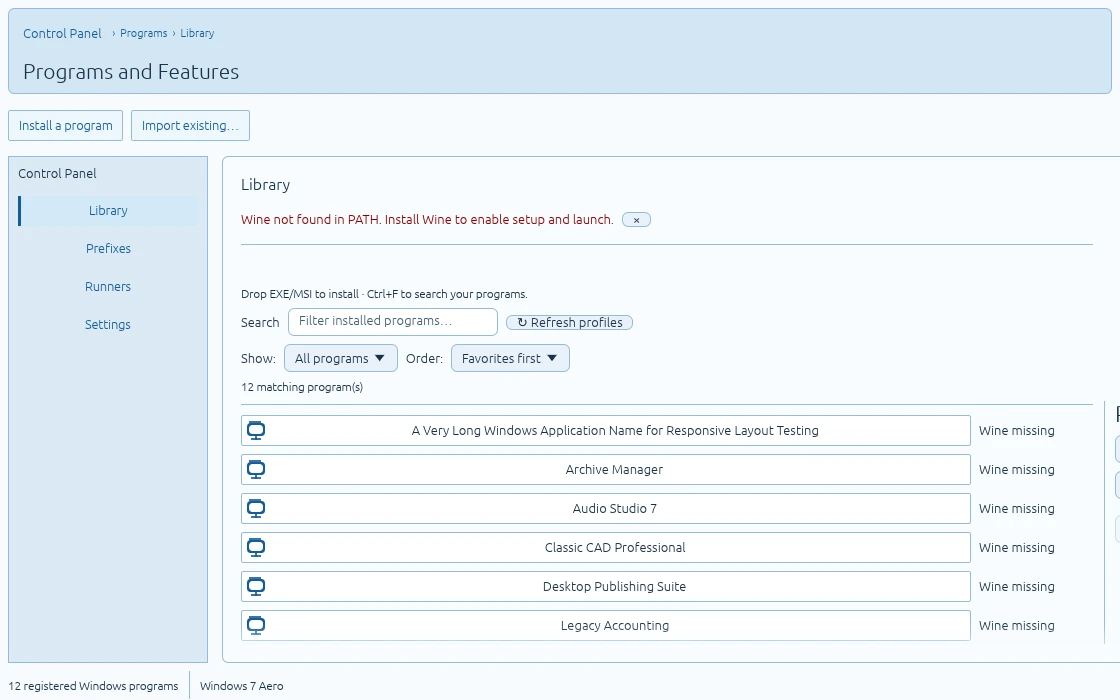 Control Panel › Programs › Library
Programs and Features
Install a program Import existing…
Control Panel
Library
Prefixes
Runners
Settings
Library
Wine not found in PATH. Install Wine to enable setup and launch. ×
Drop EXE/MSI to install · Ctrl+F to search your programs.
Search Filter installed programs… ↻ Refresh profiles
Show: All programs ▼ Order: Favorites first ▼
12 matching program(s)
A Very Long Windows Application Name for Responsive Layout Testing Wine missing
Archive Manager Wine missing
Audio Studio 7 Wine missing
Classic CAD Professional Wine missing
Desktop Publishing Suite Wine missing
Legacy Accounting Wine missing
12 registered Windows programs Windows 7 Aero